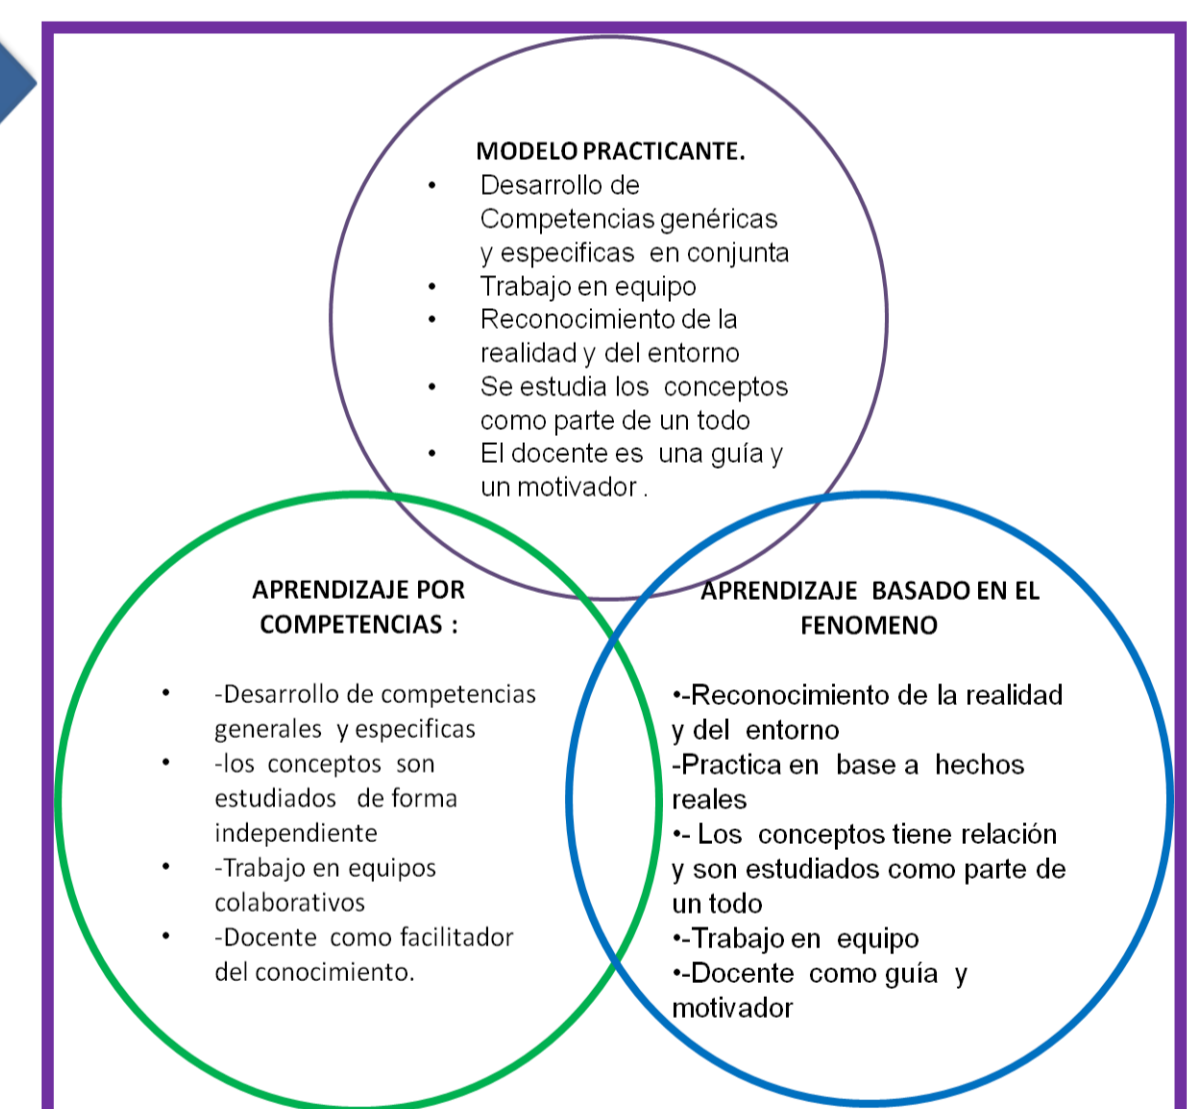 MODELO PRACTICANTE.
• Desarrollo de
Competencias genéricas
y especificas en conjunta
• Trabajo en equipo
• Reconocimiento de la
realidad y del entorno
• Se estudia los conceptos
como parte de un todo
• El docente es una guía y
un motivador .
APRENDIZAJE POR
COMPETENCIAS :
• -Desarrollo de competencias
generales y especificas
• -los conceptos son
estudiados de forma
independiente
• -Trabajo en equipos
colaborativos
• -Docente como facilitador
del conocimiento.
APRENDIZAJE BASADO EN EL
FENOMENO
•-Reconocimiento de la realidad
y del entorno
-Practica en base a hechos
reales
•- Los conceptos tiene relación
y son estudiados como parte de
un todo
•-Trabajo en equipo
•-Docente como guía y
motivador